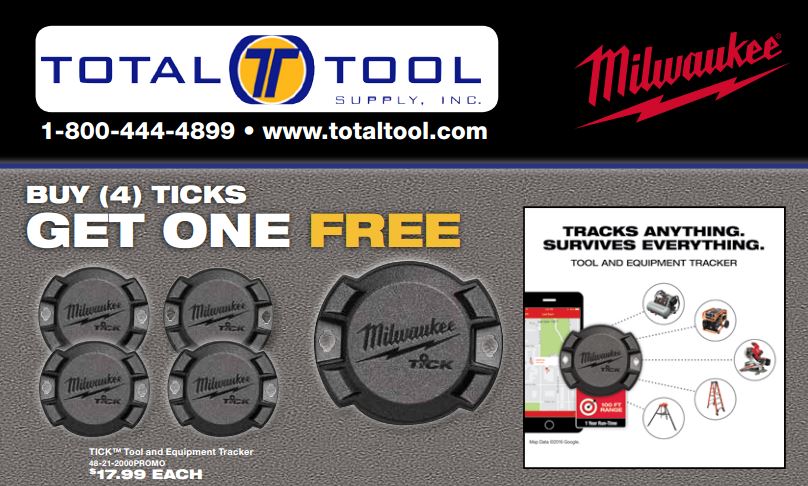 TOTAL TT TOOL
SUPPLY, INC.
1-800-444-4899 • www.totaltool.com
Milwaukee®
BUY (4) TICKS
GET ONE FREE
Milwaukee
TICK
Milwaukee
TICK
Milwaukee
TICK
Milwaukee
TICK
Milwaukee
TICK
TICK™ Tool and Equipment Tracker
48-21-2000PROMO
$17.99 EACH
TRACKS ANYTHING.
SURVIVES EVERYTHING.
TOOL AND EQUIPMENT TRACKER
Milwaukee
TICK
100 FT
RANGE
1 Year Run-Time
Map Data ©2016 Google